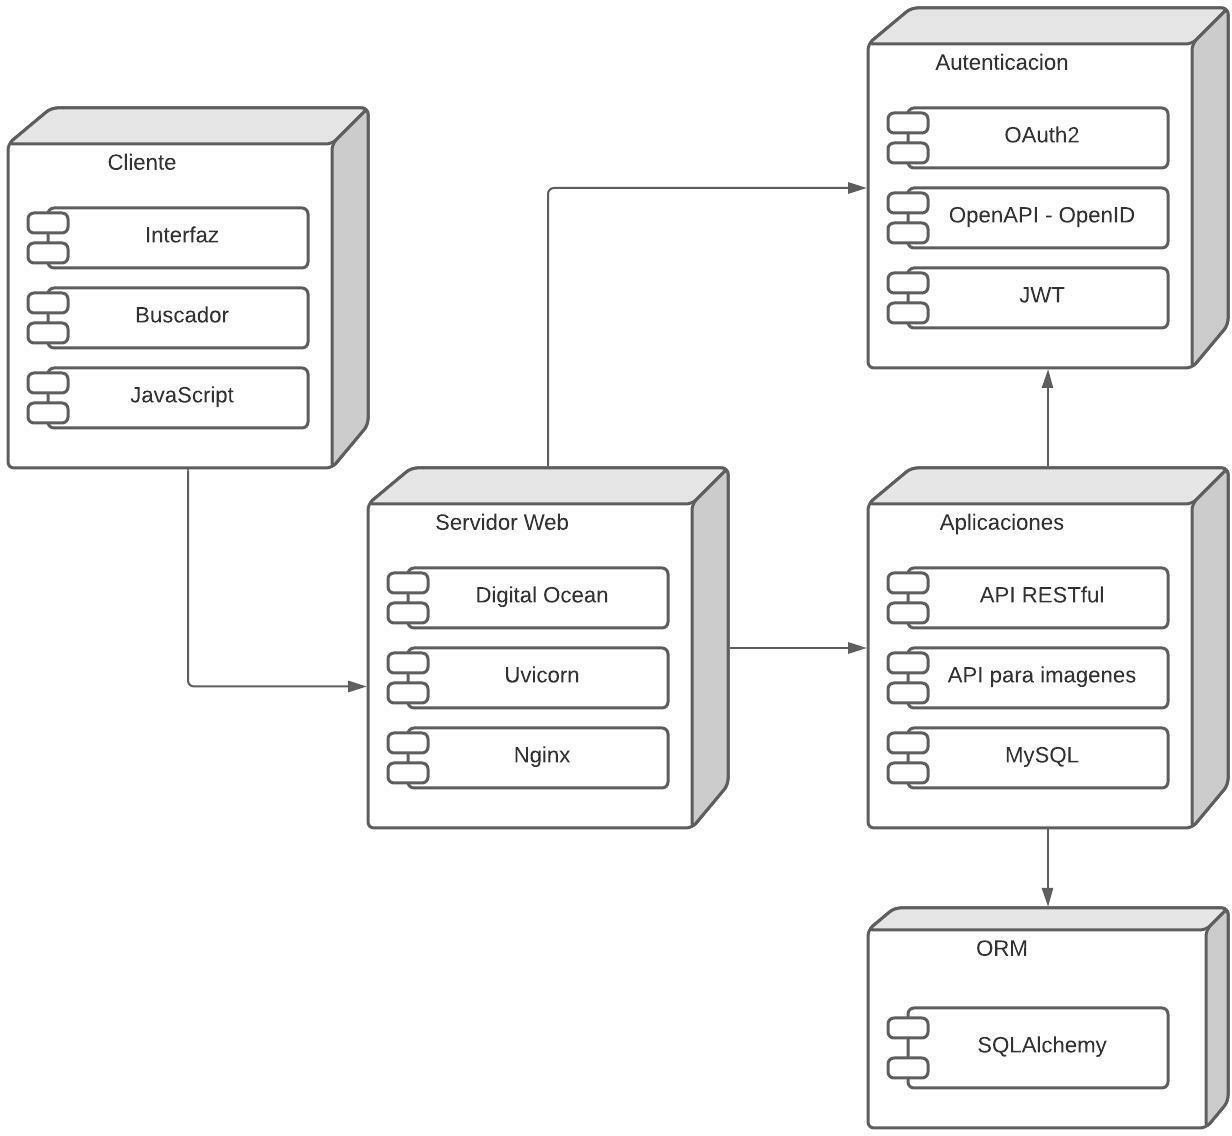 Cliente
Interfaz
Buscador
JavaScript
Servidor Web
Digital Ocean
Uvicorn
Nginx
Autenticacion
OAuth2
OpenAPI - OpenID
JWT
Aplicaciones
API RESTful
API para imagenes
MySQL
ORM
SQLAlchemy